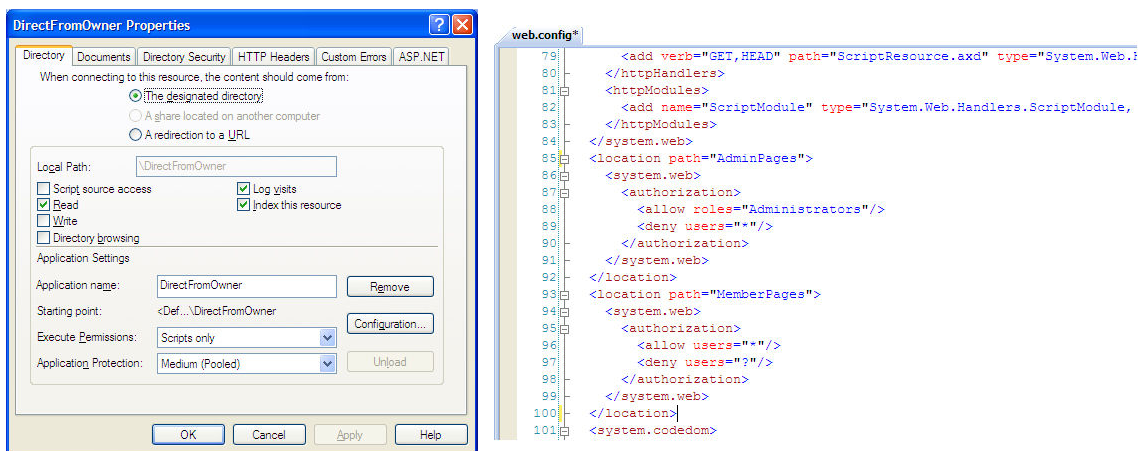 DirectFromOwner Properties
Directory Documents Directory Security HTTP Headers Custom Errors ASP.NET
When connecting to this resource, the content should come from:
The designated directory
A share located on another computer
A redirection to a URL
Local Path: \DirectFromOwner
Script source access Log visits
Read Index this resource
Write
Directory browsing
Application Settings
Application name: DirectFromOwner Remove
Starting point: <Def...\DirectFromOwner
Configuration...
Execute Permissions: Scripts only
Application Protection: Medium (Pooled) Unload
OK Cancel Apply Help
web.config*
79 <add verb="GET,HEAD" path="ScriptResource.axd" type="System.Web.H
80 </httpHandlers>
81 <httpModules>
82 <add name="ScriptModule" type="System.Web.Handlers.ScriptModule,
83 </httpModules>
84 </system.web>
85 <location path="AdminPages">
86 <system.web>
87 <authorization>
88 <allow roles="Administrators"/>
89 <deny users="*"/>
90 </authorization>
91 </system.web>
92 </location>
93 <location path="MemberPages">
94 <system.web>
95 <authorization>
96 <allow users="*"/>
97 <deny users="?"/>
98 </authorization>
99 </system.web>
100 </location>
101 <system.codedom>